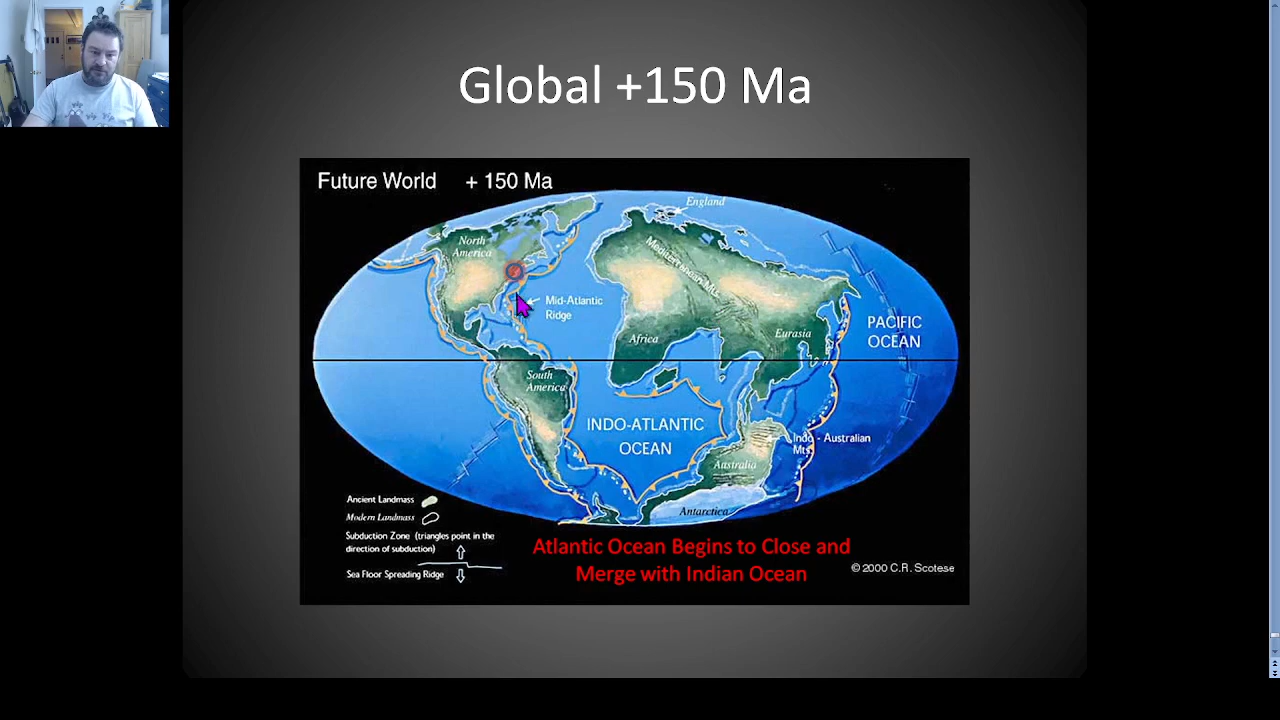 Global +150 Ma
Future World + 150 Ma
England
North
America
Mediterranean Mts.
Mid-Atlantic
Ridge
PACIFIC
OCEAN
Africa
Eurasia
South
America
INDO-ATLANTIC
OCEAN
Indo - Australian
Mts.
Australia
Antarctica
Ancient Landmass
Modern Landmass
Subduction Zone (triangles point in the
direction of subduction)
Sea Floor Spreading Ridge
Atlantic Ocean Begins to Close and
Merge with Indian Ocean
© 2000 C.R. Scotese